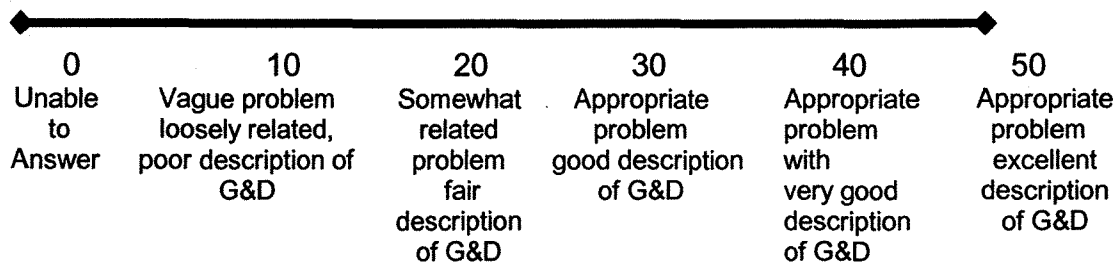 0 10 20 30 40 50
Unable Vague problem Somewhat Appropriate Appropriate Appropriate
to loosely related, related problem problem problem
Answer poor description of problem good description with excellent
G&D fair of G&D very good description
description description of G&D
of G&D of G&D